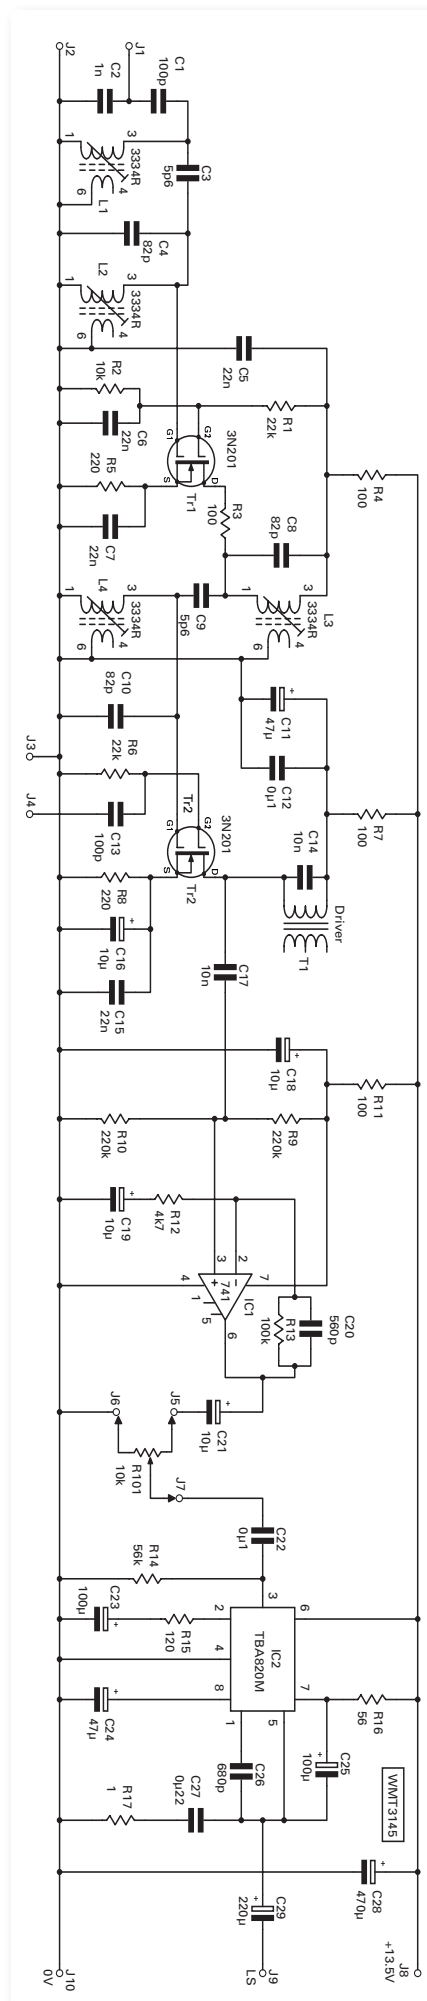 J2
J1
C2
1n
C1
100p
1
3
3334R
6
4
L1
C3
5p6
C4
82p
L2
1
3
3334R
6
4
C5
22n
R2
10k
C6
22n
R1
22k
R5
220
G1
G2
3N201
S
D
Tr1
R4
100
R3
100
C7
22n
C8
82p
L4
1
3
3334R
6
4
C9
5p6
L3
1
3
3334R
6
4
C10
82p
C11
47µ
+
J3
R6
22k
C12
0µ1
J4
C13
100p
Tr2
G1
G2
3N201
S
D
Tr2
R7
100
C14
10n
Driver
T1
R8
220
C16
10µ
+
C15
22n
C17
10n
C18
10µ
+
R11
100
R10
220k
R9
220k
C19
10µ
+
R12
4k7
4
3
2
7
+
–
741
IC1
1
5
6
C20
560p
R13
100k
J6
J5
C21
10µ
+
R101
10k
J7
C22
0µ1
R14
56k
3
C23
100µ
+
R15
120
2
6
4
IC2
TBA820M
C24
47µ
+
8
7
R16
56
1
5
C26
680p
C25
100µ
+
R17
1
C27
0µ22
WMT3145
C29
220µ
+
C28
470µ
+
J10
0V
J9
LS
J8
+13.5V